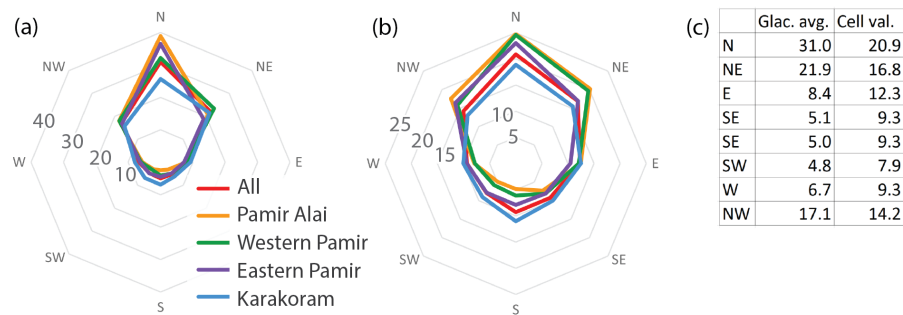 (a)
N
NW
NE
40
30
20
10
W
E
SW
S
All
Pamir Alai
Western Pamir
Eastern Pamir
Karakoram
(b)
N
NW
NE
10
5
25
20
15
W
E
SW
SE
S
(c)
Glac. avg. Cell val.
N 31.0 20.9
NE 21.9 16.8
E 8.4 12.3
SE 5.1 9.3
SE 5.0 9.3
SW 4.8 7.9
W 6.7 9.3
NW 17.1 14.2